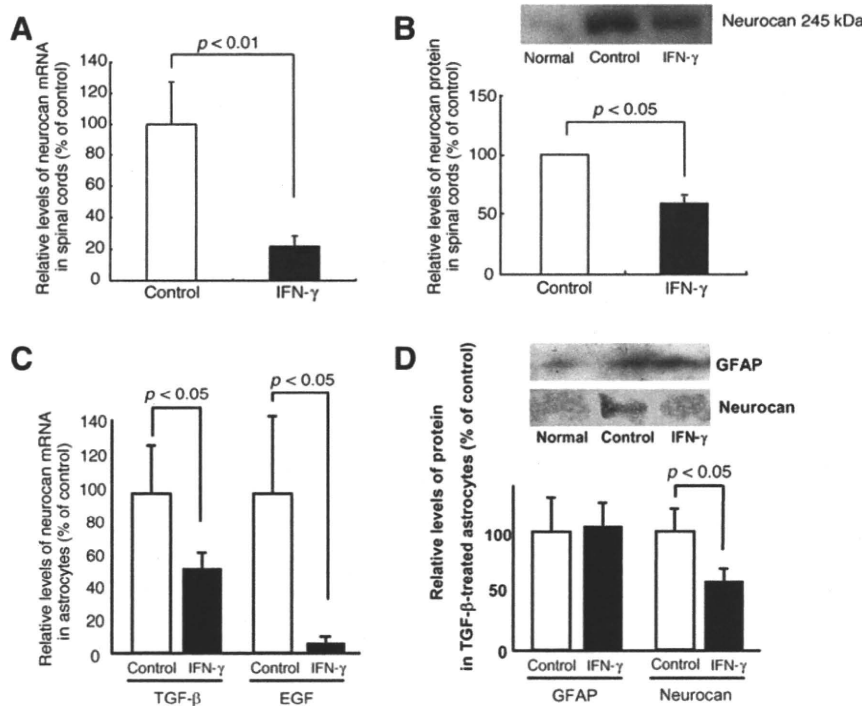 A
Relative levels of neurocan mRNA
in spinal cords (% of control)
140
120
100
80
60
40
20
0
p < 0.01
Control IFN-γ
B
Neurocan 245 kDa
Normal Control IFN-γ
Relative levels of neurocan protein
in spinal cords (% of control)
150
100
50
0
p < 0.05
Control IFN-γ
C
Relative levels of neurocan mRNA
in astrocytes (% of control)
140
120
100
80
60
40
20
0
p < 0.05 p < 0.05
Control IFN-γ Control IFN-γ
TGF-β EGF
D
GFAP
Neurocan
Normal Control IFN-γ
Relative levels of protein
in TGF-β-treated astrocytes (% of control)
100
50
0
p < 0.05
Control IFN-γ Control IFN-γ
GFAP Neurocan